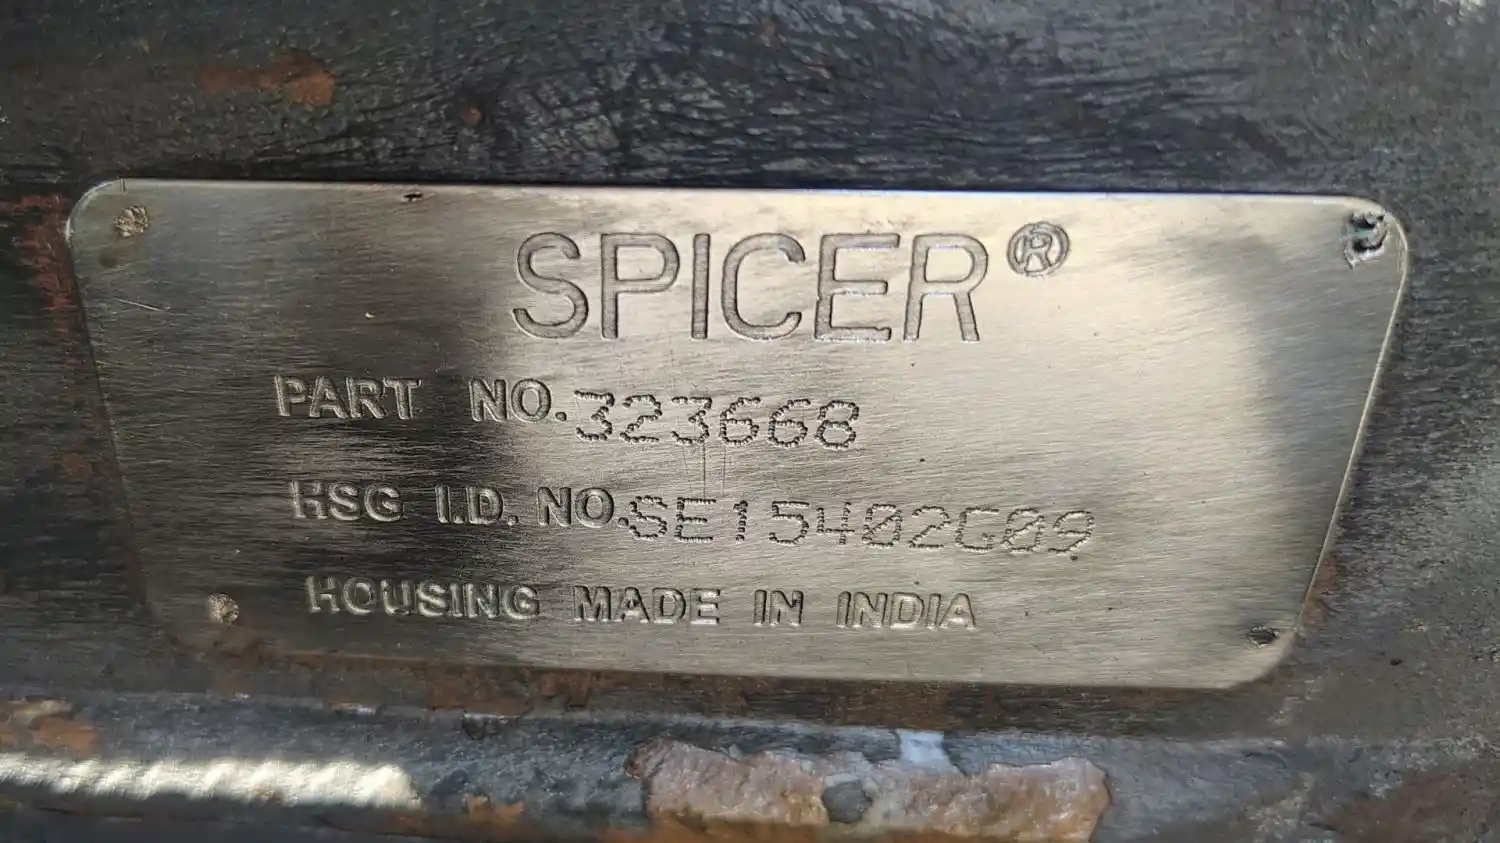 SPICER®
PART NO. 323668
HSG I.D. NO. SE15402G09
HOUSING MADE IN INDIA